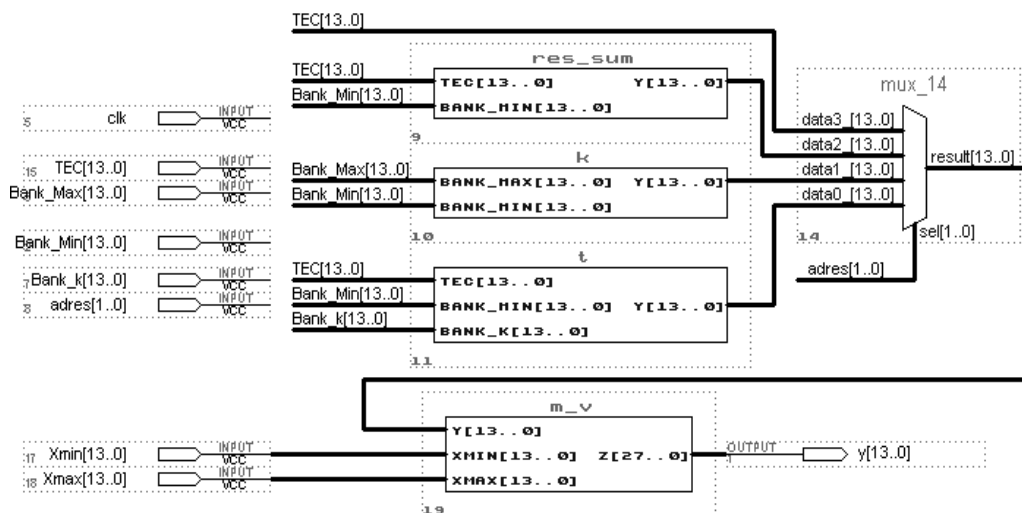 TEC[13..0]
res_sum
TEC[13..0]
TEC[13..0] Y[13..0]
Bank_Min[13..0]
BANK_MIN[13..0]
mux_14
clk
INPUT
VCC
9
data3_[13..0]
data2_[13..0]
data1_[13..0]
data0_[13..0]
result[13..0]
sel[1..0]
14
adres[1..0]
15
TEC[13..0]
INPUT
VCC
Bank_Max[13..0]
INPUT
VCC
k
Bank_Max[13..0]
BANK_MAX[13..0] Y[13..0]
Bank_Min[13..0]
BANK_MIN[13..0]
10
Bank_Min[13..0]
INPUT
VCC
7
Bank_k[13..0]
INPUT
VCC
8
adres[1..0]
INPUT
VCC
t
TEC[13..0]
TEC[13..0]
Bank_Min[13..0]
BANK_MIN[13..0] Y[13..0]
Bank_k[13..0]
BANK_K[13..0]
11
m_v
Y[13..0]
17
Xmin[13..0]
INPUT
VCC
XMIN[13..0] Z[27..0]
OUTPUT
1
y[13..0]
18
Xmax[13..0]
INPUT
VCC
XMAX[13..0]
19